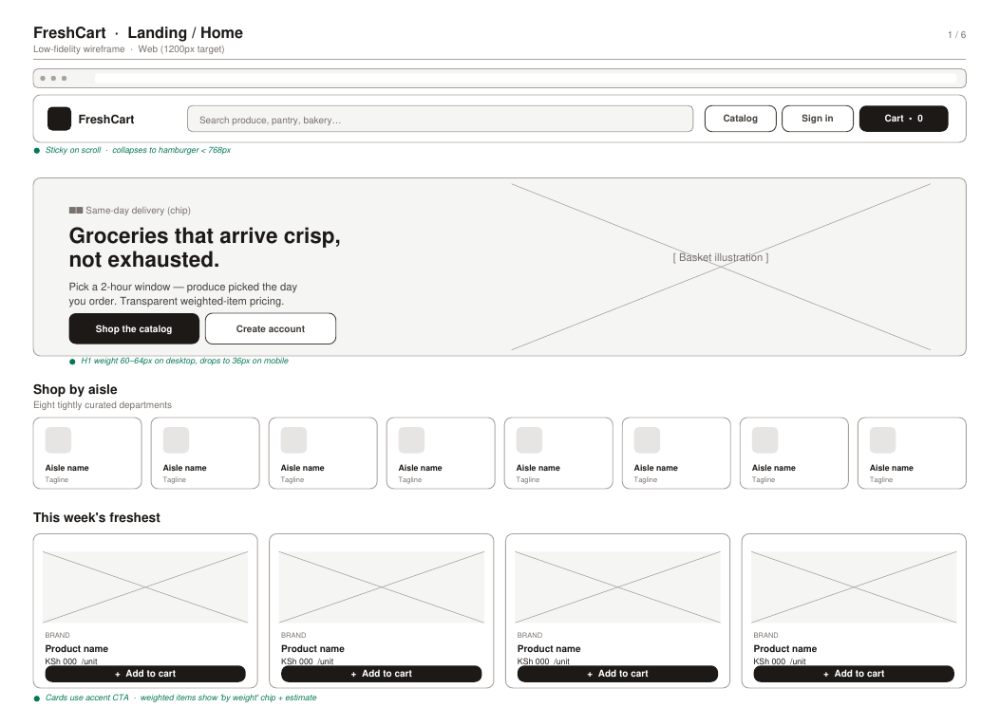 FreshCart · Landing / Home
1 / 6
Low-fidelity wireframe · Web (1200px target)
FreshCart
Search produce, pantry, bakery…
Catalog
Sign in
Cart • 0
Sticky on scroll · collapses to hamburger < 768px
Same-day delivery (chip)
Groceries that arrive crisp,
not exhausted.
[ Basket illustration ]
Pick a 2-hour window — produce picked the day
you order. Transparent weighted-item pricing.
Shop the catalog
Create account
H1 weight 60–64px on desktop, drops to 36px on mobile
Shop by aisle
Eight tightly curated departments
Aisle name Aisle name Aisle name Aisle name Aisle name Aisle name Aisle name Aisle name
Tagline Tagline Tagline Tagline Tagline Tagline Tagline Tagline
This week's freshest
BRAND BRAND BRAND BRAND
Product name Product name Product name Product name
KSh 000 /unit KSh 000 /unit KSh 000 /unit KSh 000 /unit
+ Add to cart + Add to cart + Add to cart + Add to cart
Cards use accent CTA · weighted items show 'by weight' chip + estimate